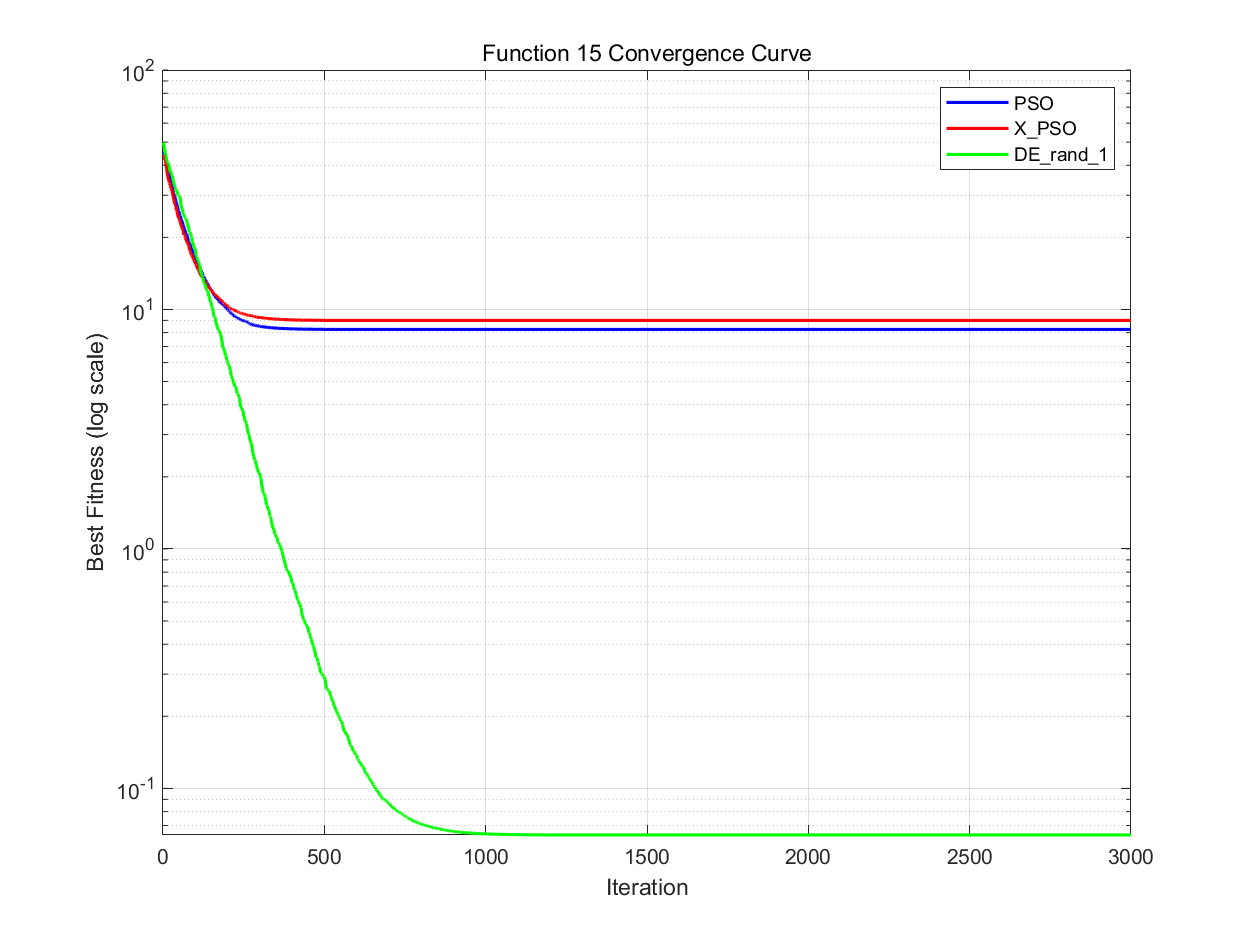 Function 15 Convergence Curve
10^2
10^1
10^0
10^-1
Best Fitness (log scale)
PSO
X_PSO
DE_rand_1
0 500 1000 1500 2000 2500 3000
Iteration